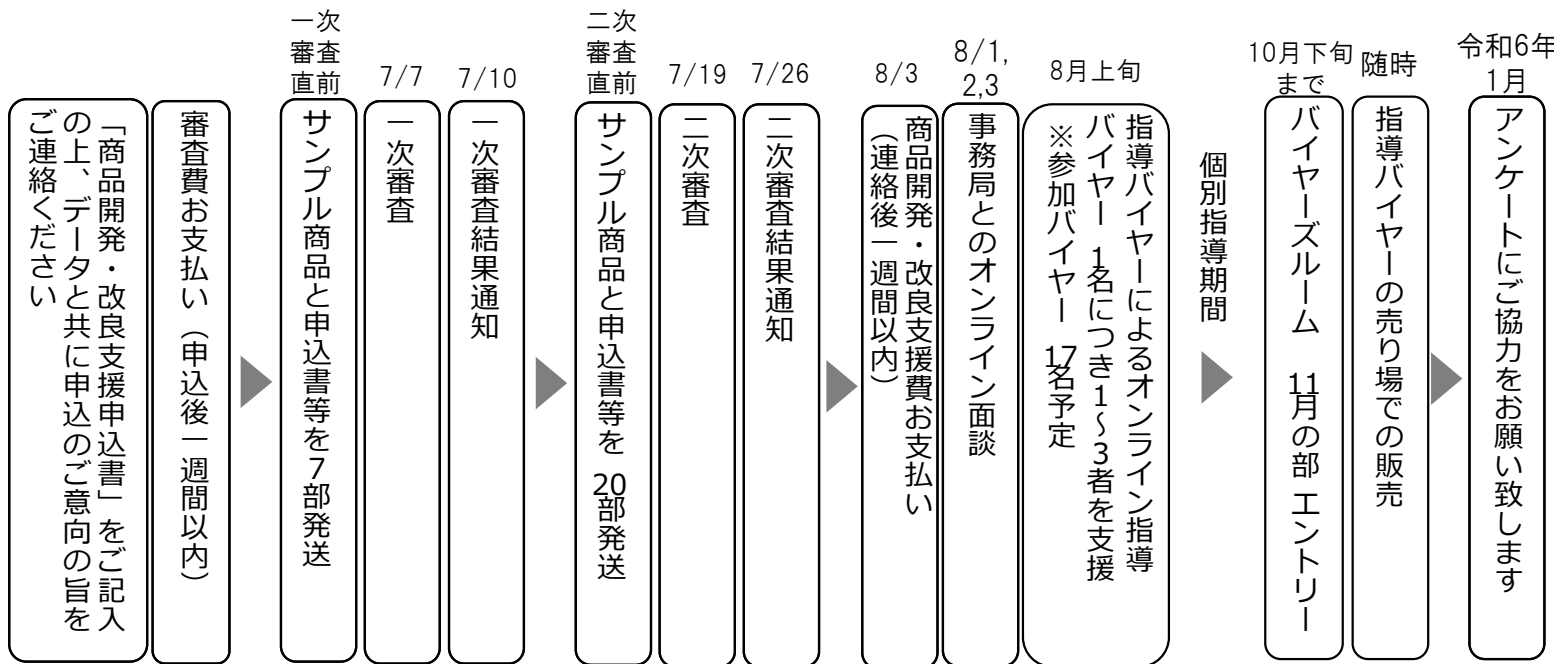 「商品開発・改良支援申込書」をご記入
の上、データと共に申込のご意向の旨を
ご連絡ください
審査費お支払い（申込後一週間以内）
一次
審査
直前
サンプル商品と申込書等を7部発送
7/7
一次審査
7/10
一次審査結果通知
二次
審査
直前
サンプル商品と申込書等を 20部発送
7/19
二次審査
7/26
二次審査結果通知
8/3
商品開発・改良支援費お支払い
（連絡後一週間以内）
8/1,
2,3
事務局とのオンライン面談
8月上旬
指導バイヤーによるオンライン指導
バイヤー 1名につき1～3者を支援
※参加バイヤー 17名予定
個別指導期間
10月下旬
まで
バイヤーズルーム 11月の部 エントリー
随時
指導バイヤーの売り場での販売
令和6年
1月
アンケートにご協力をお願い致します